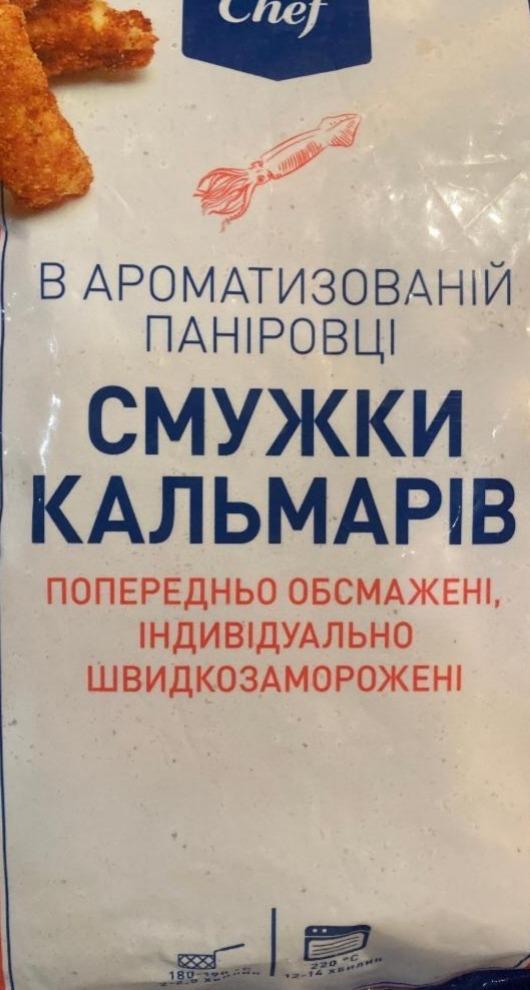 Chef
В АРОМАТИЗОВАНІЙ
ПАНІРОВЦІ
СМУЖКИ
КАЛЬМАРІВ
ПОПЕРЕДНЬО ОБСМАЖЕНІ,
ІНДИВІДУАЛЬНО
ШВИДКОЗАМОРОЖЕНІ
220 °C
12-14 ХВИЛИН